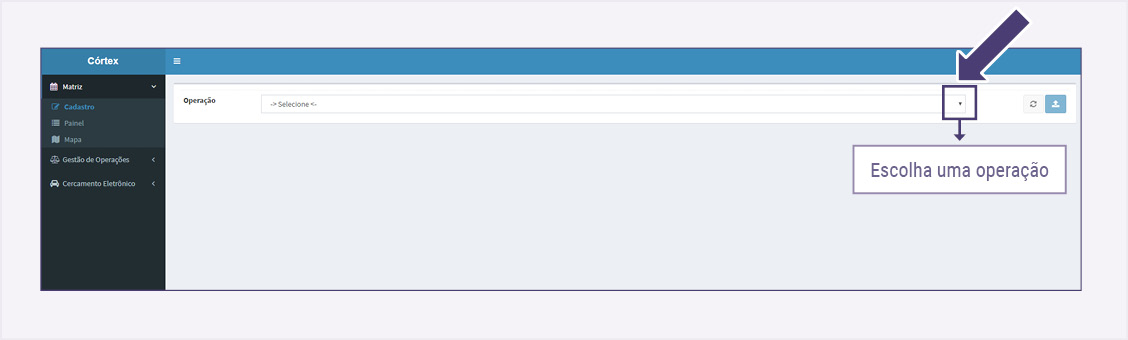 Córtex
Matriz
Cadastro
Painel
Mapa
Gestão de Operações
Cercamento Eletrônico
Operação
-> Selecione <-
Escolha uma operação